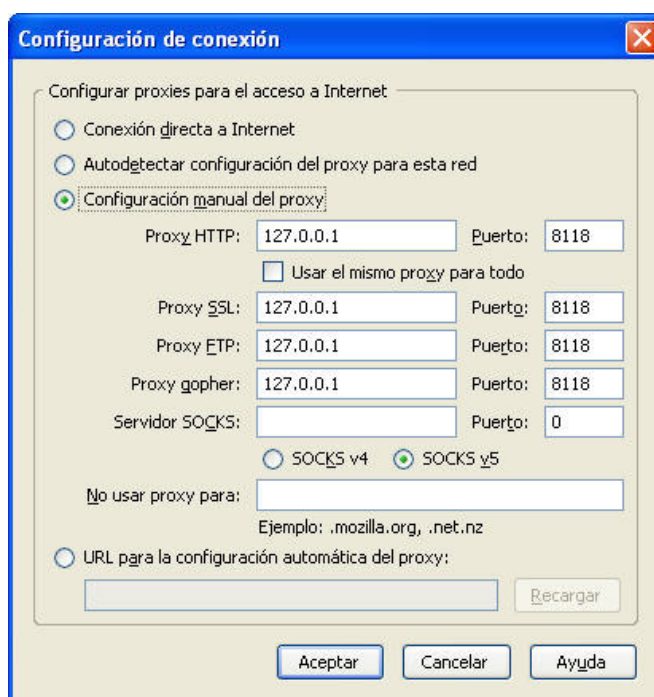 Configuración de conexión
Configurar proxies para el acceso a Internet
Conexión directa a Internet
Autodetectar configuración del proxy para esta red
Configuración manual del proxy
Proxy HTTP: 127.0.0.1 Puerto: 8118
Usar el mismo proxy para todo
Proxy SSL: 127.0.0.1 Puerto: 8118
Proxy FTP: 127.0.0.1 Puerto: 8118
Proxy gopher: 127.0.0.1 Puerto: 8118
Servidor SOCKS: Puerto: 0
SOCKS v4 SOCKS v5
No usar proxy para:
Ejemplo: .mozilla.org, .net.nz
URL para la configuración automática del proxy:
Recargar
Aceptar Cancelar Ayuda